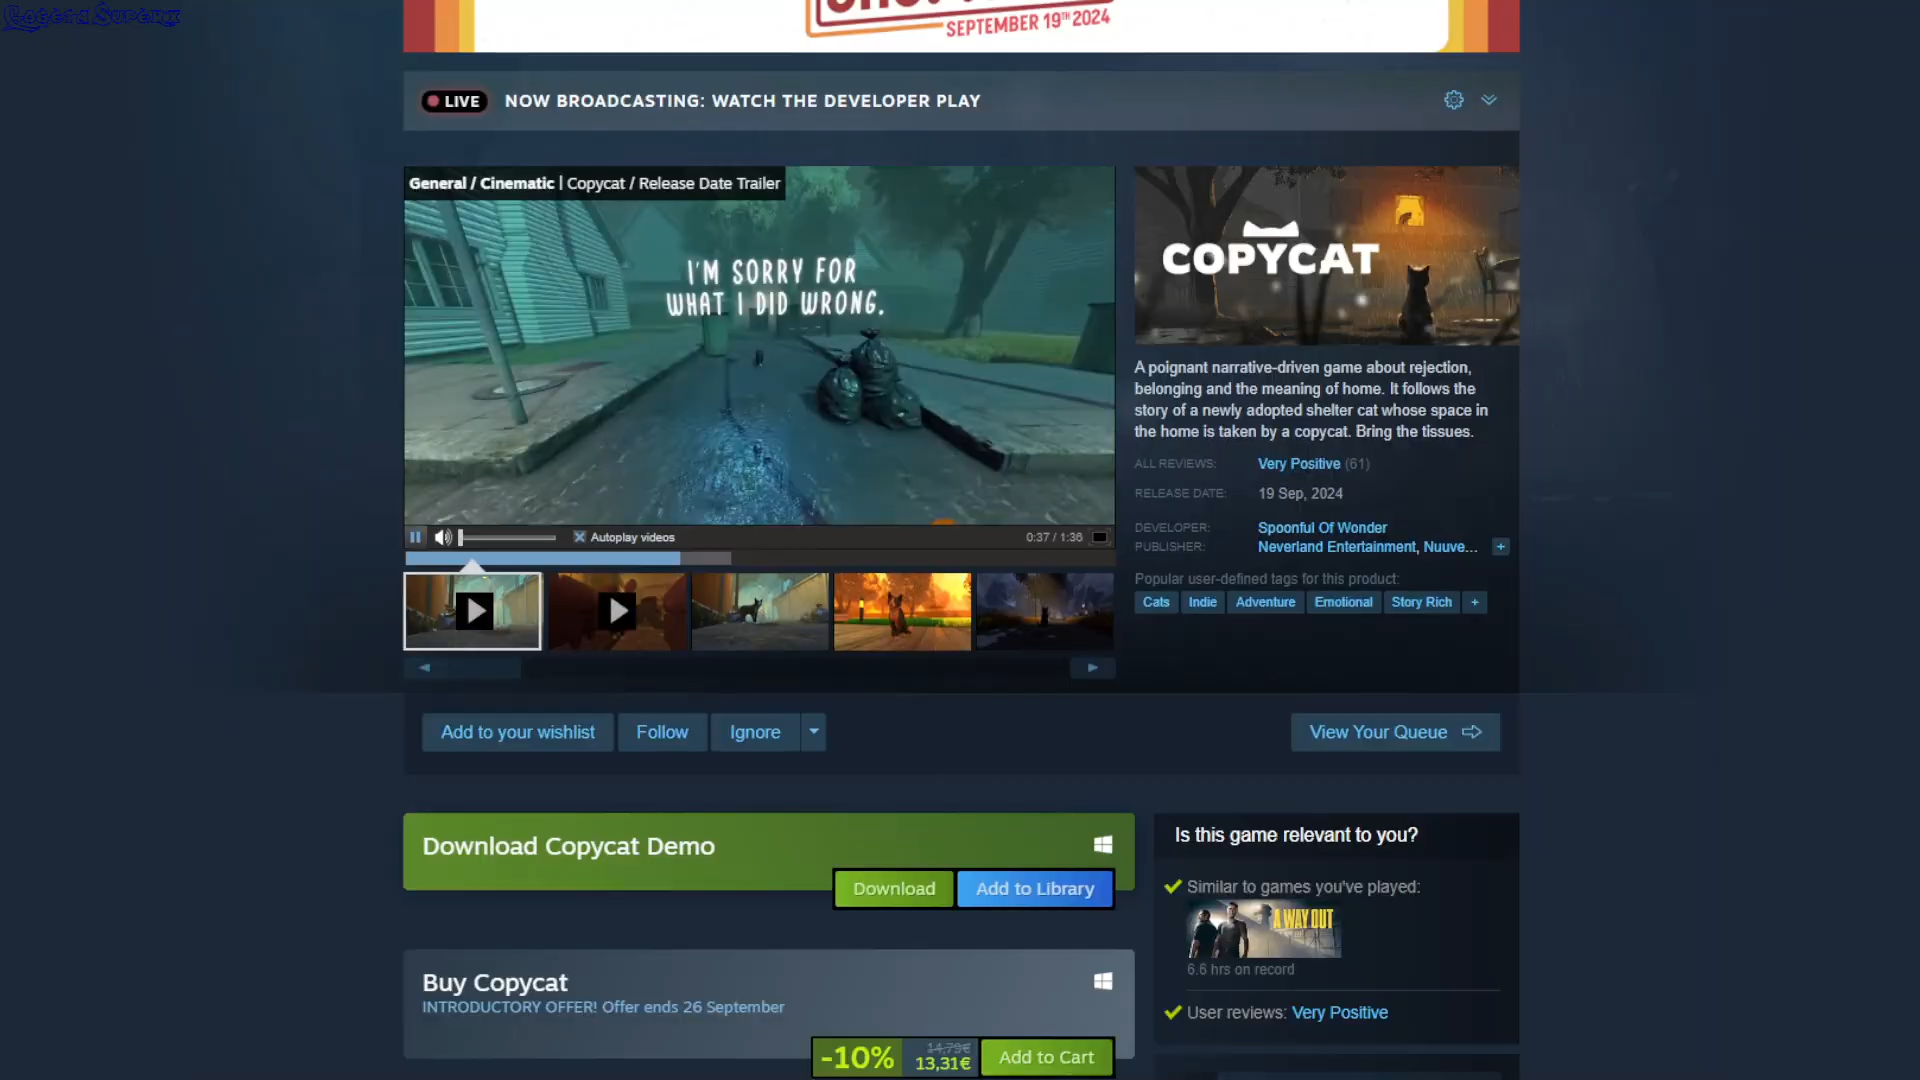 SEPTEMBER 19TH 2024
LIVE
NOW BROADCASTING: WATCH THE DEVELOPER PLAY
General / Cinematic | Copycat / Release Date Trailer
I'M SORRY FOR
WHAT I DID WRONG.
Autoplay videos
0:37 / 1:36
COPYCAT
A poignant narrative-driven game about rejection,
belonging and the meaning of home. It follows the
story of a newly adopted shelter cat whose space in
the home is taken by a copycat. Bring the tissues.
ALL REVIEWS: Very Positive (61)
RELEASE DATE: 19 Sep, 2024
DEVELOPER: Spoonful Of Wonder
PUBLISHER: Neverland Entertainment, Nuuve... +
Popular user-defined tags for this product:
Cats Indie Adventure Emotional Story Rich +
Add to your wishlist Follow Ignore
View Your Queue
Download Copycat Demo
Download Add to Library
Buy Copycat
INTRODUCTORY OFFER! Offer ends 26 September
-10% 14,79€ 13,31€ Add to Cart
Is this game relevant to you?
Similar to games you've played:
A WAY OUT
6.6 hrs on record
User reviews: Very Positive